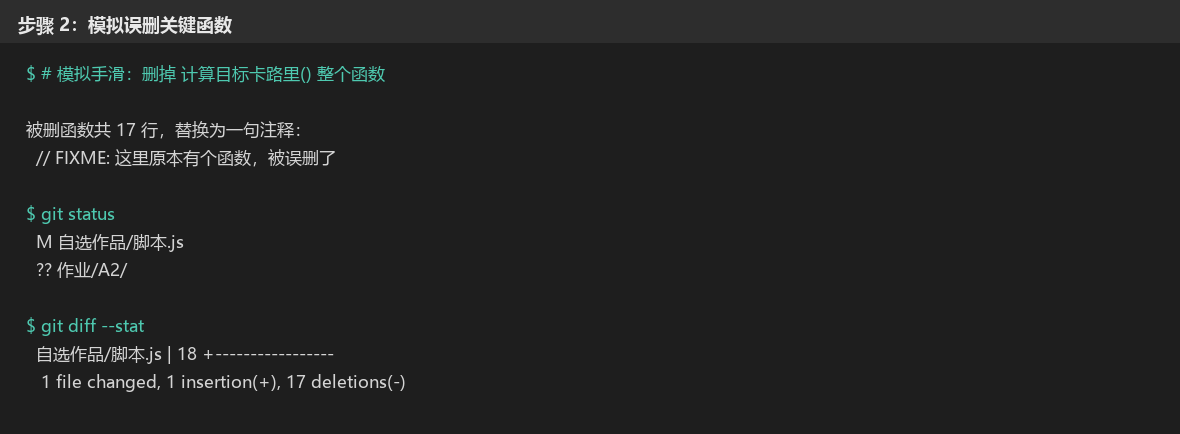 步骤 2：模拟误删关键函数
$ # 模拟手滑：删掉 计算目标卡路里() 整个函数
被删函数共 17 行，替换为一句注释：
// FIXME: 这里原本有个函数，被误删了
$ git status
M 自选作品/脚本.js
?? 作业/A2/
$ git diff --stat
自选作品/脚本.js | 18 +-----------------
1 file changed, 1 insertion(+), 17 deletions(-)